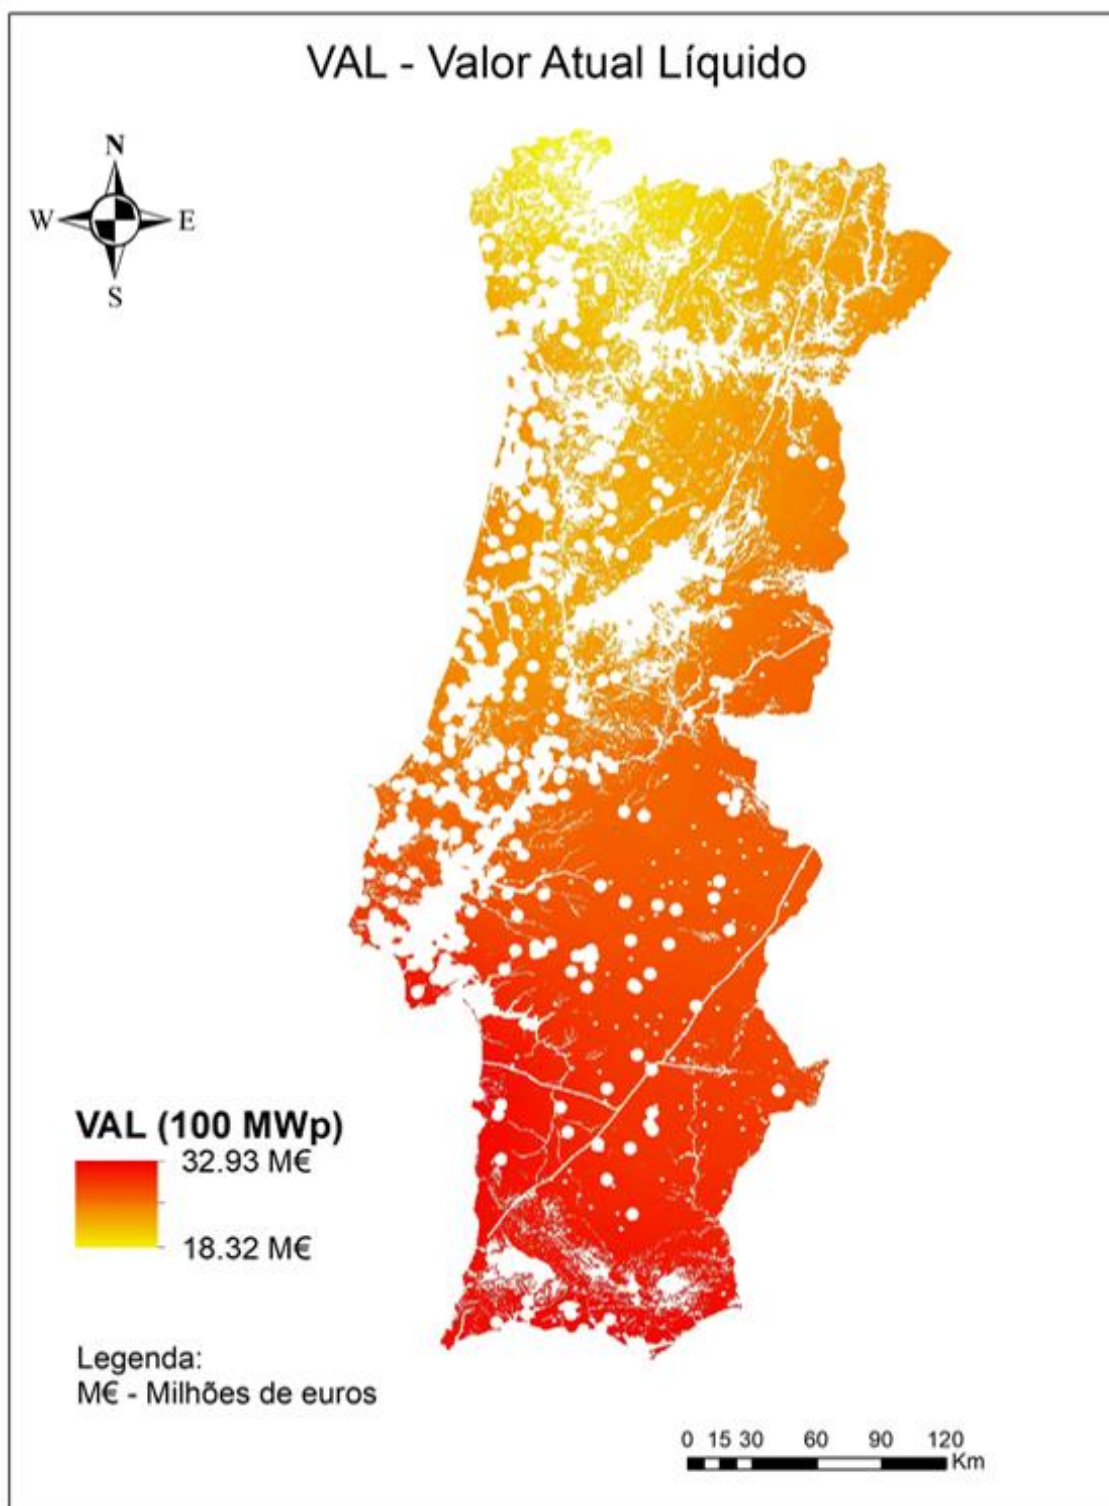 VAL - Valor Atual Líquido
N
W E
S
VAL (100 MWp)
32.93 M€
18.32 M€
Legenda:
M€ - Milhões de euros
0 15 30 60 90 120
Km